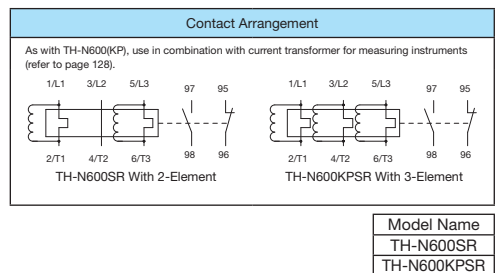 Contact Arrangement
As with TH-N600(KP), use in combination with current transformer for measuring instruments
(refer to page 128).
1/L1 3/L2 5/L3 97 95
2/T1 4/T2 6/T3 98 96
TH-N600SR With 2-Element
1/L1 3/L2 5/L3 97 95
2/T1 4/T2 6/T3 98 96
TH-N600KPSR With 3-Element
Model Name
TH-N600SR
TH-N600KPSR